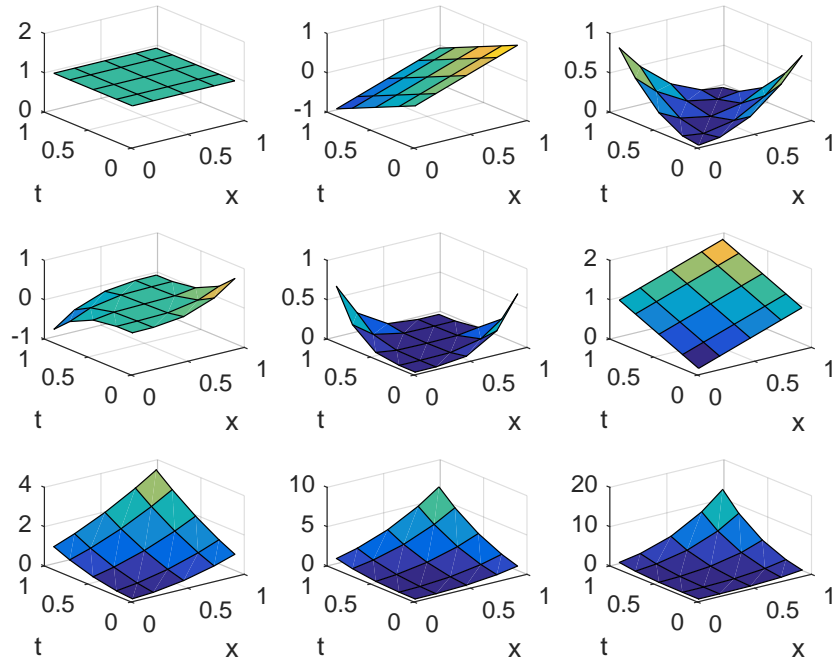 2 1 0 1 0.5 0 0 0.5 1 t x
1 0 -1 1 0.5 0 0 0.5 1 t x
1 0.5 0 1 0.5 0 0 0.5 1 t x
1 0 -1 1 0.5 0 0 0.5 1 t x
1 0.5 0 1 0.5 0 0 0.5 1 t x
2 1 0 1 0.5 0 0 0.5 1 t x
4 2 0 1 0.5 0 0 0.5 1 t x
10 5 0 1 0.5 0 0 0.5 1 t x
20 10 0 1 0.5 0 0 0.5 1 t x